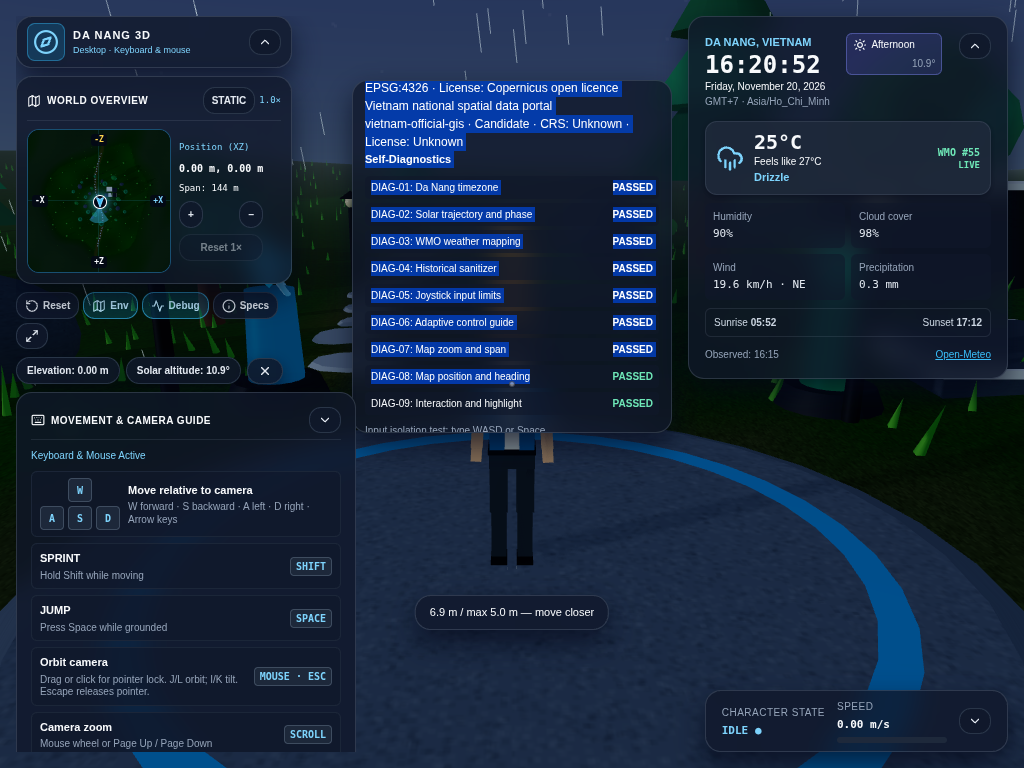 DA NANG 3D
Desktop · Keyboard & mouse
WORLD OVERVIEW
STATIC
1.0×
-Z
-X
+X
+Z
Position (XZ)
0.00 m, 0.00 m
Span: 144 m
+
−
Reset 1×
Reset
Env
Debug
Specs
Elevation: 0.00 m
Solar altitude: 10.9°
MOVEMENT & CAMERA GUIDE
Keyboard & Mouse Active
W
A S D
Move relative to camera
W forward · S backward · A left · D right ·
Arrow keys
SPRINT
Hold Shift while moving
SHIFT
JUMP
Press Space while grounded
SPACE
Orbit camera
Drag or click for pointer lock. J/L orbit; I/K tilt.
Escape releases pointer.
MOUSE · ESC
Camera zoom
Mouse wheel or Page Up / Page Down
SCROLL
EPSG:4326 · License: Copernicus open licence
Vietnam national spatial data portal
vietnam-official-gis · Candidate · CRS: Unknown ·
License: Unknown
Self-Diagnostics
DIAG-01: Da Nang timezone PASSED
DIAG-02: Solar trajectory and phase PASSED
DIAG-03: WMO weather mapping PASSED
DIAG-04: Historical sanitizer PASSED
DIAG-05: Joystick input limits PASSED
DIAG-06: Adaptive control guide PASSED
DIAG-07: Map zoom and span PASSED
DIAG-08: Map position and heading PASSED
DIAG-09: Interaction and highlight PASSED
Input isolation test: type WASD or Space
6.9 m / max 5.0 m — move closer
DA NANG, VIETNAM
16:20:52
Friday, November 20, 2026
GMT+7 · Asia/Ho_Chi_Minh
Afternoon
10.9°
25°C
Feels like 27°C
Drizzle
WMO #55
LIVE
Humidity
90%
Cloud cover
98%
Wind
19.6 km/h · NE
Precipitation
0.3 mm
Sunrise 05:52
Sunset 17:12
Observed: 16:15
Open-Meteo
CHARACTER STATE
IDLE ●
SPEED
0.00 m/s